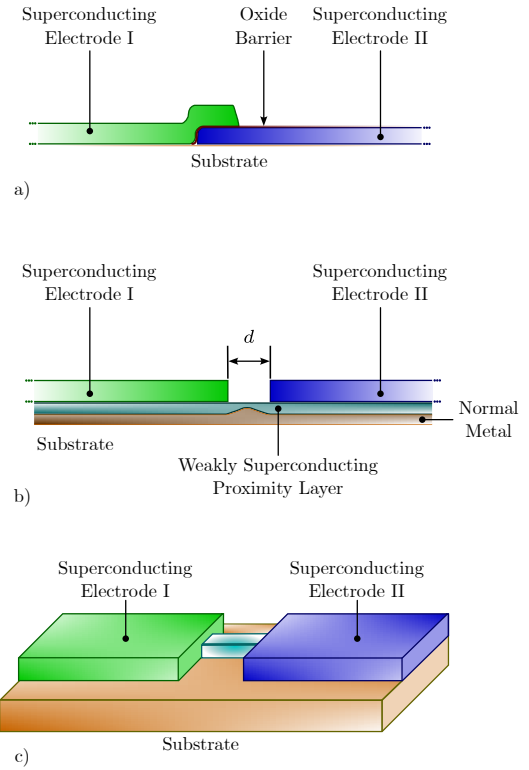 Superconducting
Electrode I
Oxide
Barrier
Superconducting
Electrode II
Substrate
a)
Superconducting
Electrode I
Superconducting
Electrode II
d
Normal
Metal
Substrate
Weakly Superconducting
Proximity Layer
b)
Superconducting
Electrode I
Superconducting
Electrode II
Substrate
c)